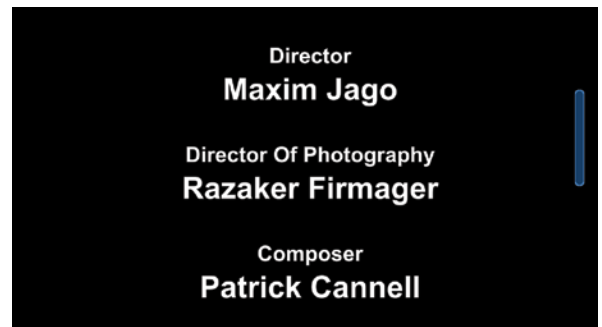 Director
Maxim Jago
Director Of Photography
Razaker Firmager
Composer
Patrick Cannell